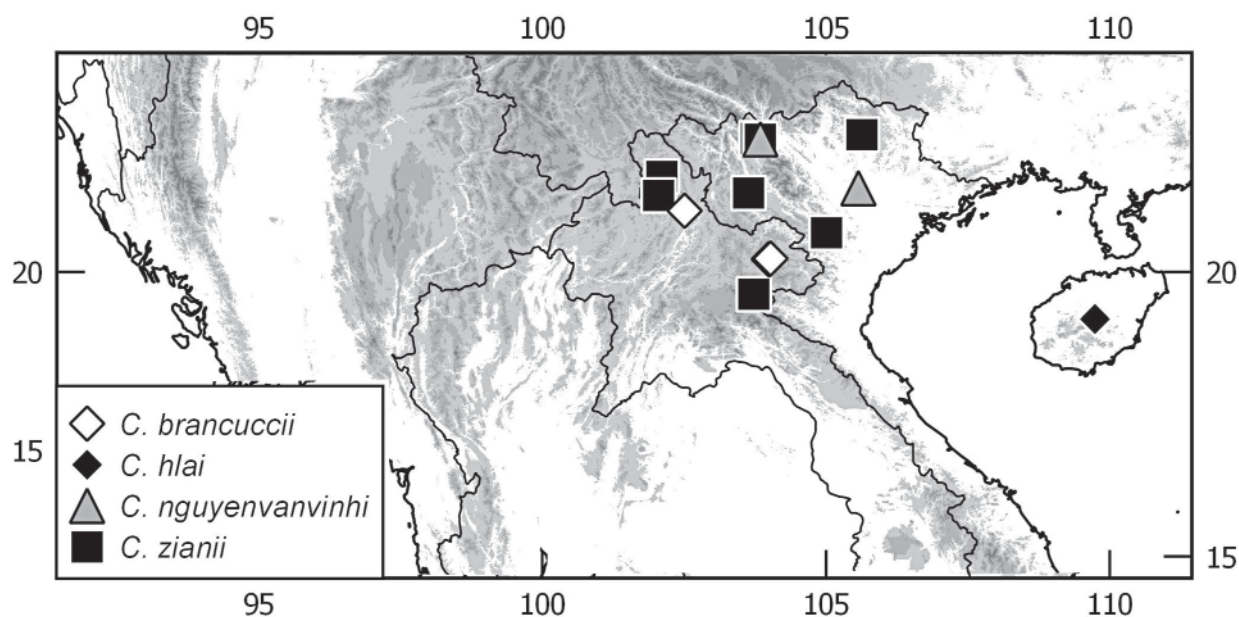 95 100 105 110
20 20
15 15
C. brancuccii
C. hlai
C. nguyenvanvinhi
C. zianii
95 100 105 110